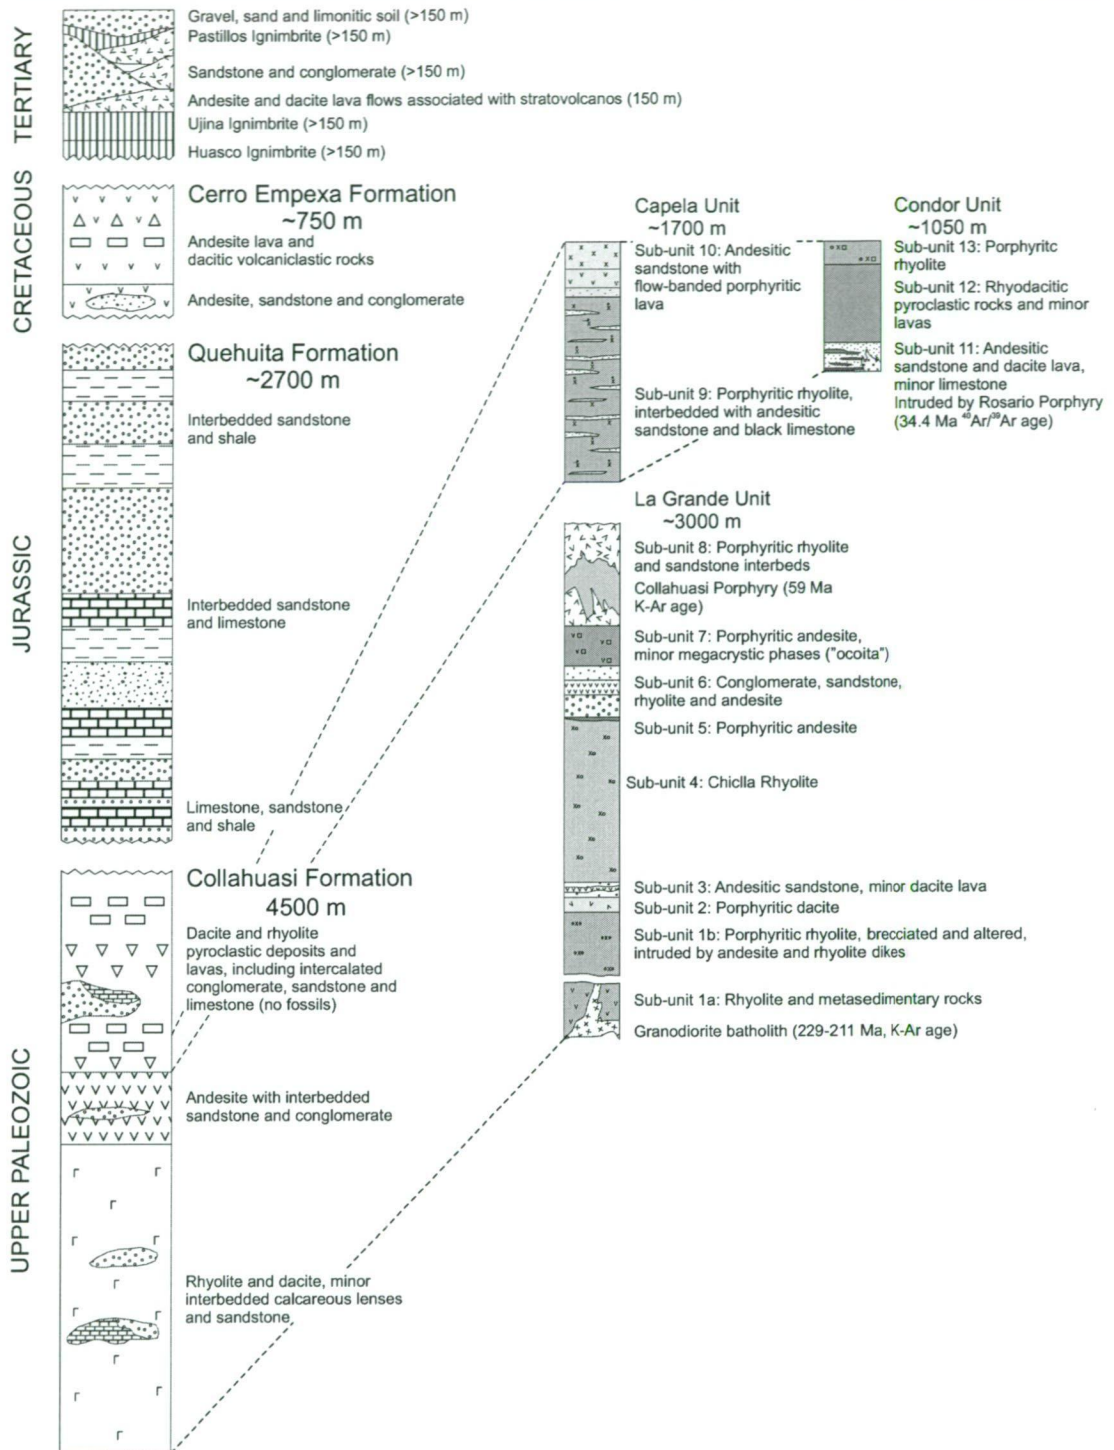 TERTIARY
Gravel, sand and limonitic soil (>150 m)
Pastillos Ignimbrite (>150 m)
Sandstone and conglomerate (>150 m)
Andesite and dacite lava flows associated with stratovolcanos (150 m)
Ujina Ignimbrite (>150 m)
Huasco Ignimbrite (>150 m)
CRETACEOUS
Cerro Empexa Formation
~750 m
Andesite lava and
dacitic volcaniclastic rocks
Andesite, sandstone and conglomerate
JURASSIC
Quehuita Formation
~2700 m
Interbedded sandstone
and shale
Interbedded sandstone
and limestone
Limestone, sandstone
and shale
UPPER PALEOZOIC
Collahuasi Formation
4500 m
Dacite and rhyolite
pyroclastic deposits and
lavas, including intercalated
conglomerate, sandstone and
limestone (no fossils)
Andesite with interbedded
sandstone and conglomerate
Rhyolite and dacite, minor
interbedded calcareous lenses
and sandstone
Capela Unit
~1700 m
Sub-unit 10: Andesitic
sandstone with
flow-banded porphyritic
lava
Sub-unit 9: Porphyritic rhyolite,
interbedded with andesitic
sandstone and black limestone
Condor Unit
~1050 m
Sub-unit 13: Porphyritc
rhyolite
Sub-unit 12: Rhyodacitic
pyroclastic rocks and minor
lavas
Sub-unit 11: Andesitic
sandstone and dacite lava,
minor limestone
Intruded by Rosario Porphyry
(34.4 Ma ⁴⁰Ar/³⁹Ar age)
La Grande Unit
~3000 m
Sub-unit 8: Porphyritic rhyolite
and sandstone interbeds
Collahuasi Porphyry (59 Ma
K-Ar age)
Sub-unit 7: Porphyritic andesite,
minor megacrystic phases ("ocoita")
Sub-unit 6: Conglomerate, sandstone,
rhyolite and andesite
Sub-unit 5: Porphyritic andesite
Sub-unit 4: Chiclla Rhyolite
Sub-unit 3: Andesitic sandstone, minor dacite lava
Sub-unit 2: Porphyritic dacite
Sub-unit 1b: Porphyritic rhyolite, brecciated and altered,
intruded by andesite and rhyolite dikes
Sub-unit 1a: Rhyolite and metasedimentary rocks
Granodiorite batholith (229-211 Ma, K-Ar age)